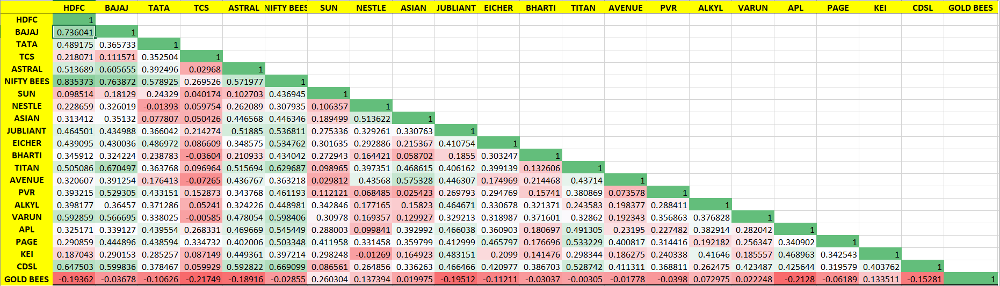 HDFC BAJAJ TATA TCS ASTRAL NIFTY BEES SUN NESTLE ASIAN JUBLIANT EICHER BHARTI TITAN AVENUE PVR ALKYL VARUN APL PAGE KEI CDSL GOLD BEES
HDFC 1
BAJAJ 0.736041 1
TATA 0.489175 0.365733 1
TCS 0.218071 0.111571 0.352504 1
ASTRAL 0.513689 0.605655 0.392496 0.02968 1
NIFTY BEES 0.835373 0.763872 0.578925 0.269526 0.571977 1
SUN 0.098514 0.18129 0.24329 0.040174 0.102703 0.436945 1
NESTLE 0.228659 0.326019 -0.01393 0.059754 0.262089 0.307935 0.106357 1
ASIAN 0.313412 0.35132 0.077807 0.050426 0.446568 0.446346 0.189499 0.513622 1
JUBLIANT 0.464501 0.434988 0.366042 0.214274 0.51885 0.536811 0.275336 0.329261 0.330763 1
EICHER 0.439095 0.430036 0.486972 0.086609 0.348575 0.534762 0.301635 0.292886 0.215367 0.410754 1
BHARTI 0.345912 0.324224 0.238783 -0.03604 0.210933 0.434042 0.272943 0.164421 0.058702 0.1855 0.303247 1
TITAN 0.505086 0.670497 0.363768 0.096964 0.515694 0.629687 0.098965 0.397351 0.468615 0.406162 0.399139 0.132606 1
AVENUE 0.320607 0.391254 0.176413 -0.07265 0.436767 0.363218 0.029812 0.43568 0.575328 0.446307 0.174969 0.214468 0.43714 1
PVR 0.393215 0.529305 0.433151 0.152873 0.343768 0.461193 0.112121 0.068485 0.025423 0.269793 0.294769 0.15741 0.380869 0.073578 1
ALKYL 0.398177 0.36457 0.371286 0.05241 0.324226 0.448981 0.342846 0.177165 0.15823 0.464671 0.330678 0.321371 0.243583 0.198377 0.288411 1
VARUN 0.592859 0.566695 0.338025 -0.00585 0.478054 0.598406 0.30978 0.169357 0.129927 0.329213 0.318987 0.371601 0.32862 0.192343 0.356863 0.376828 1
APL 0.325171 0.339127 0.439554 0.268331 0.469669 0.545449 0.288003 0.099841 0.392992 0.466038 0.360903 0.180697 0.491305 0.23195 0.227482 0.382914 0.282042 1
PAGE 0.290859 0.444896 0.438594 0.334732 0.402006 0.503348 0.411958 0.331458 0.359799 0.412999 0.465797 0.176696 0.533229 0.400817 0.314416 0.192182 0.256347 0.340902 1
KEI 0.187043 0.290153 0.285257 0.087149 0.449361 0.397214 0.298248 -0.01269 0.164923 0.483151 0.2099 0.141476 0.298344 0.186275 0.240338 0.41646 0.185557 0.468963 0.342543 1
CDSL 0.647503 0.599836 0.378467 0.059929 0.592822 0.669099 0.086561 0.264856 0.336263 0.466466 0.420977 0.386703 0.528742 0.411311 0.368811 0.262475 0.423487 0.425644 0.319579 0.403762 1
GOLD BEES -0.19362 -0.03678 -0.10626 -0.21749 -0.18916 -0.02855 0.260304 0.137394 0.019975 -0.19512 -0.11211 -0.03037 -0.00305 -0.01778 -0.0398 0.072975 0.022248 -0.2128 -0.06189 0.133511 -0.15281 1